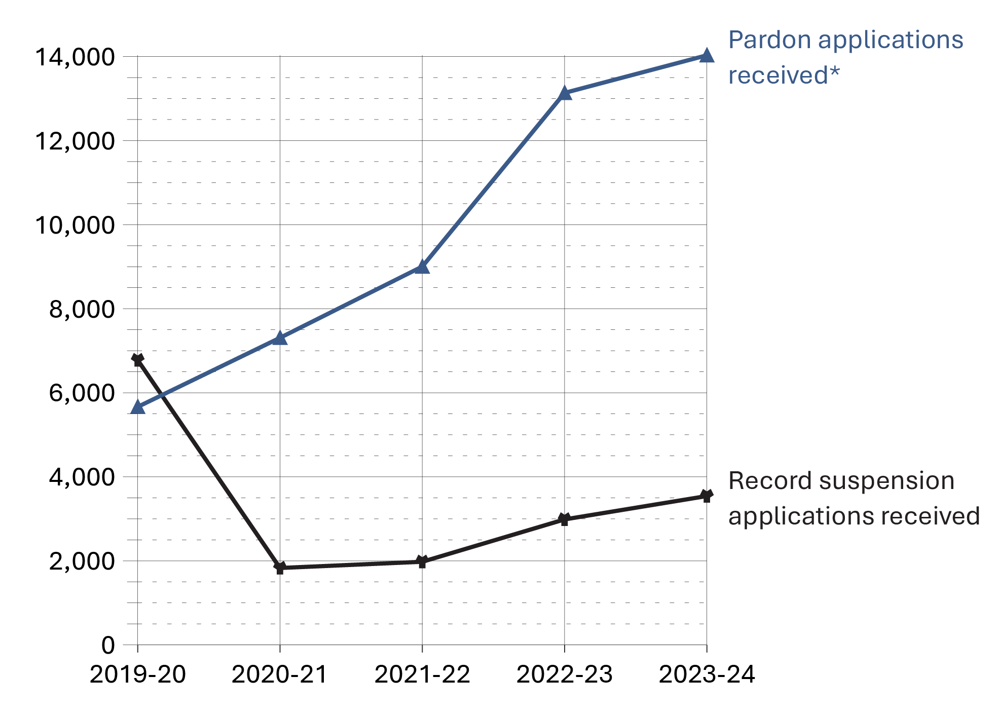 Pardon applications
received*
14,000
12,000
10,000
8,000
6,000
4,000
2,000
0
Record suspension
applications received
2019-20 2020-21 2021-22 2022-23 2023-24